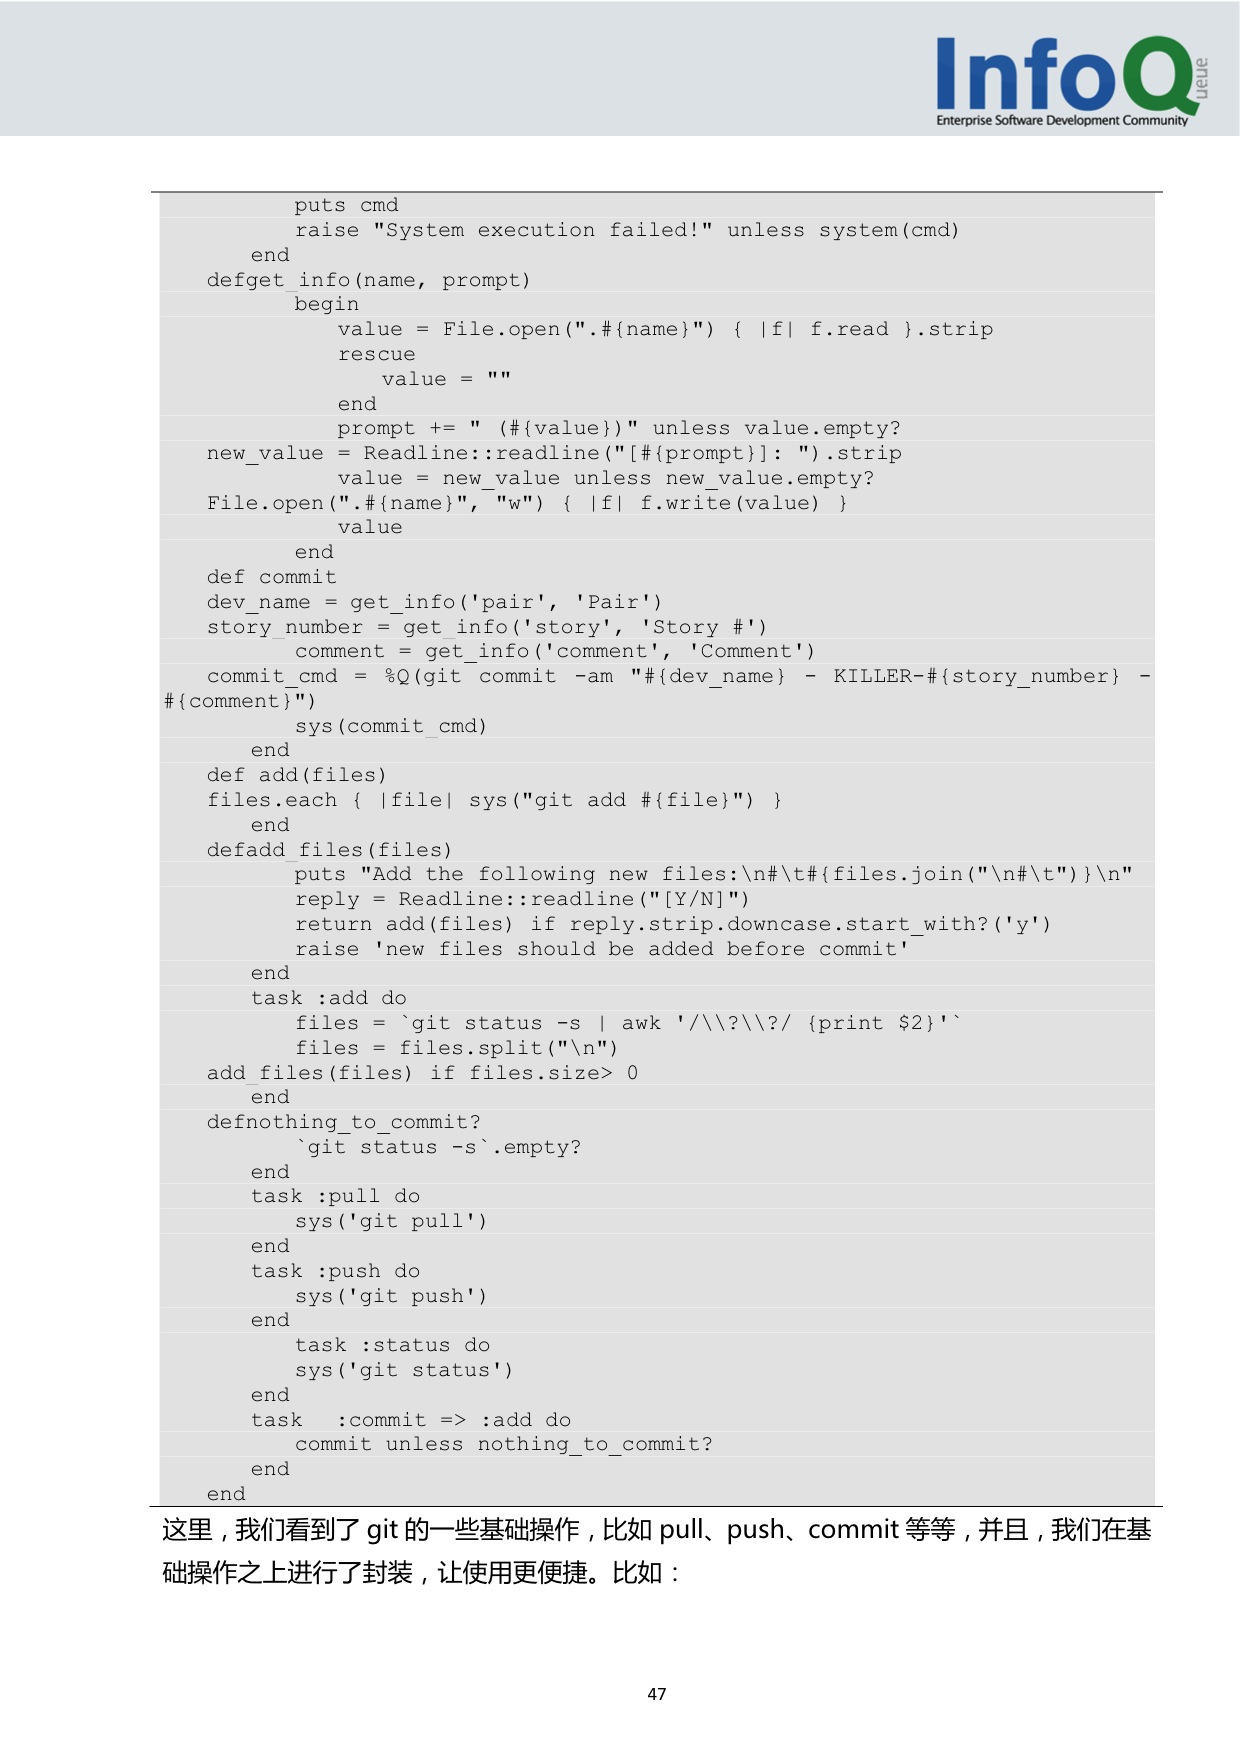 InfoQ
ueue
Enterprise Software Development Community
puts cmd
raise "System execution failed!" unless system(cmd)
end
defget_info(name, prompt)
begin
value = File.open(".#{name}") { |f| f.read }.strip
rescue
value = ""
end
prompt += " (#{value})" unless value.empty?
new_value = Readline::readline("[#{prompt}]: ").strip
value = new_value unless new_value.empty?
File.open(".#{name}", "w") { |f| f.write(value) }
value
end
def commit
dev_name = get_info('pair', 'Pair')
story_number = get_info('story', 'Story #')
comment = get_info('comment', 'Comment')
commit_cmd = %Q(git commit -am "#{dev_name} - KILLER-#{story_number} -
#{comment}")
sys(commit_cmd)
end
def add(files)
files.each { |file| sys("git add #{file}") }
end
defadd_files(files)
puts "Add the following new files:\n#\t#{files.join("\n#\t")}\n"
reply = Readline::readline("[Y/N]")
return add(files) if reply.strip.downcase.start_with?('y')
raise 'new files should be added before commit'
end
task :add do
files = `git status -s | awk '/\\?\\?/ {print $2}'`
files = files.split("\n")
add_files(files) if files.size> 0
end
defnothing_to_commit?
`git status -s`.empty?
end
task :pull do
sys('git pull')
end
task :push do
sys('git push')
end
task :status do
sys('git status')
end
task :commit => :add do
commit unless nothing_to_commit?
end
end
这里，我们看到了 git 的一些基础操作，比如 pull、push、commit 等等，并且，我们在基
础操作之上进行了封装，让使用更便捷。比如：
47